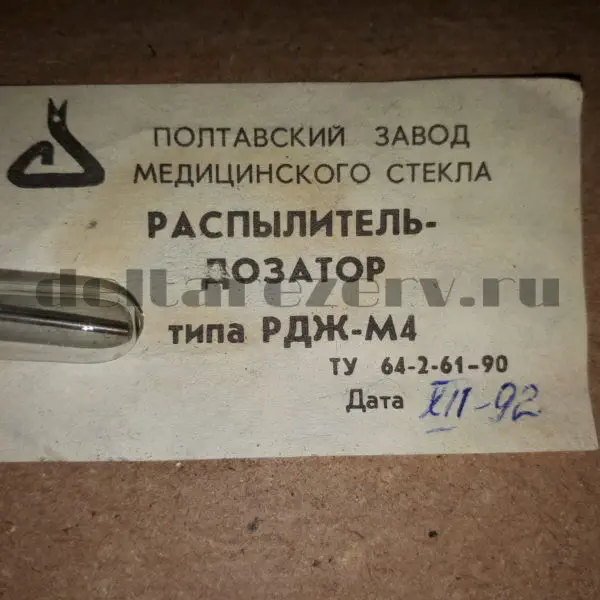 ПОЛТАВСКИЙ ЗАВОД
МЕДИЦИНСКОГО СТЕКЛА
РАСПЫЛИТЕЛЬ-
ДОЗАТОР
deltarezerv.ru
типа РДЖ-М4
ТУ 64-2-61-90
Дата XII-92